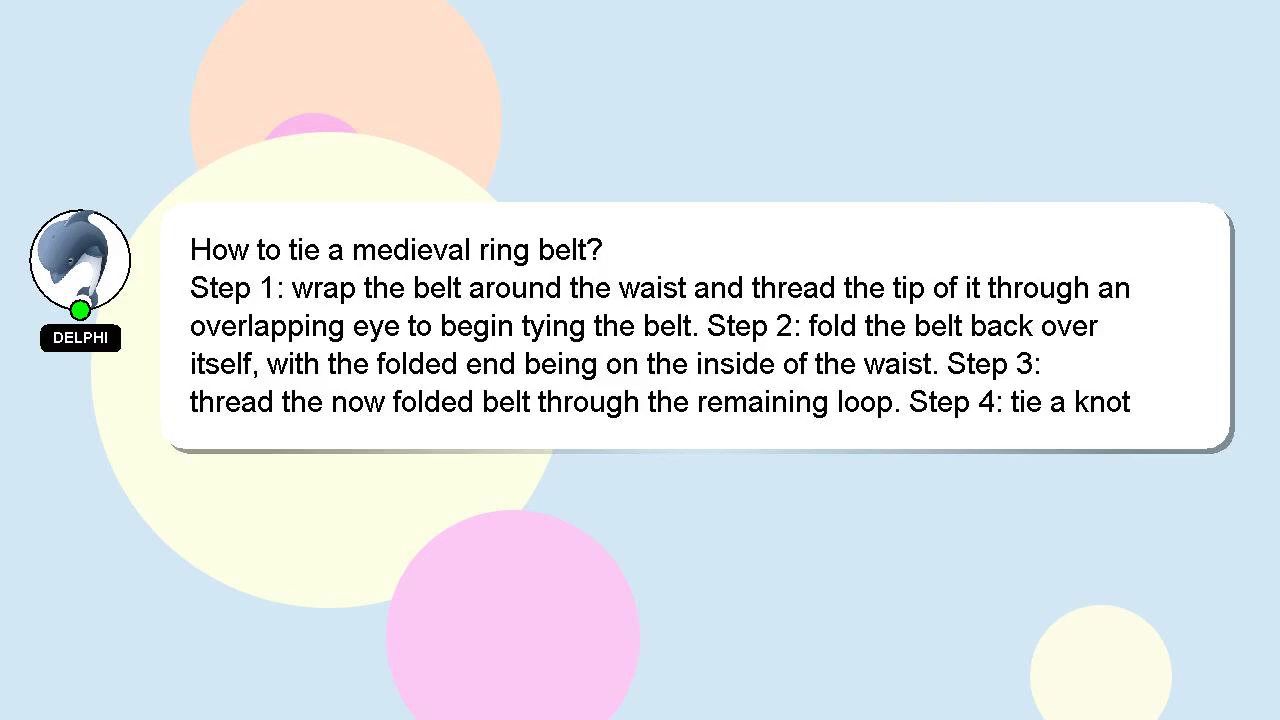 How to tie a medieval ring belt?
Step 1: wrap the belt around the waist and thread the tip of it through an
overlapping eye to begin tying the belt. Step 2: fold the belt back over
itself, with the folded end being on the inside of the waist. Step 3:
thread the now folded belt through the remaining loop. Step 4: tie a knot
DELPHI